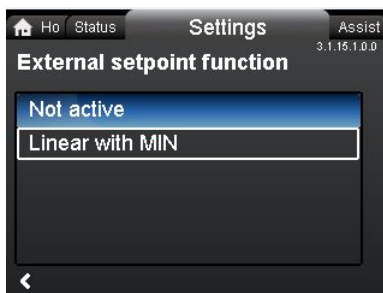 Ho Status Settings Assist
3.1.15.1.0.0
External setpoint function
Not active
Linear with MIN